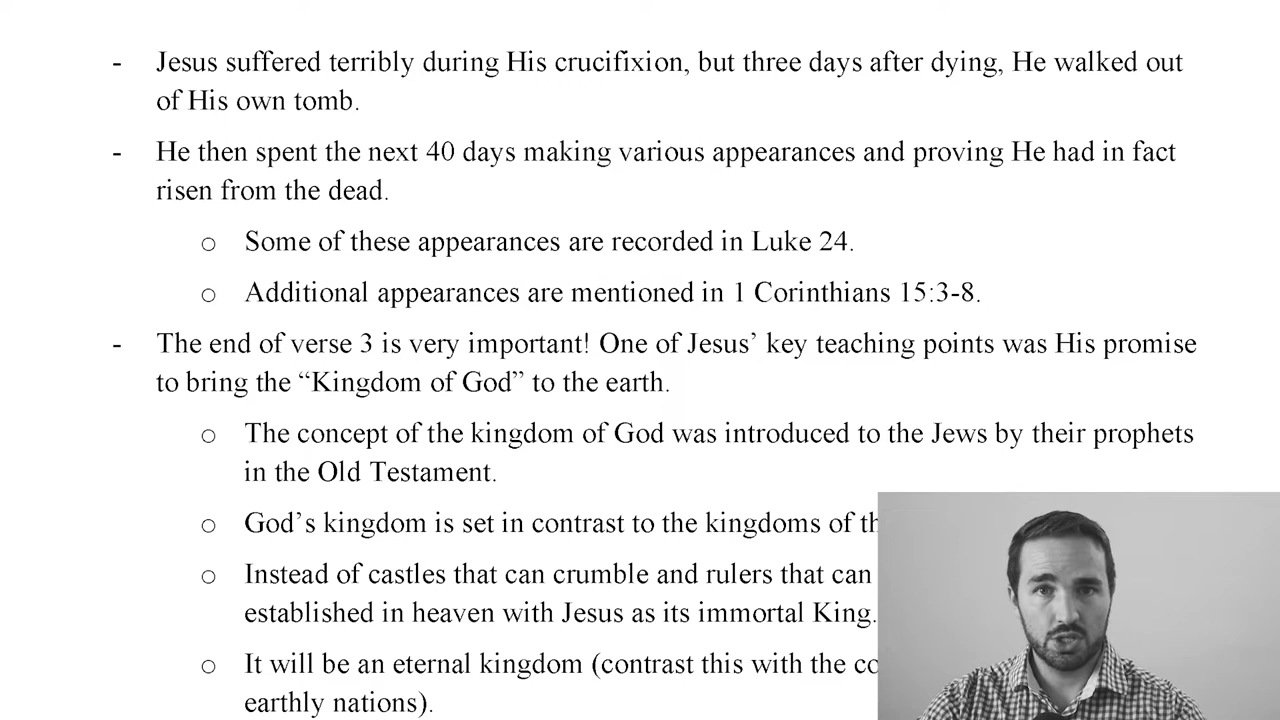 - Jesus suffered terribly during His crucifixion, but three days after dying, He walked out
of His own tomb.
- He then spent the next 40 days making various appearances and proving He had in fact
risen from the dead.
o Some of these appearances are recorded in Luke 24.
o Additional appearances are mentioned in 1 Corinthians 15:3-8.
- The end of verse 3 is very important! One of Jesus’ key teaching points was His promise
to bring the “Kingdom of God” to the earth.
o The concept of the kingdom of God was introduced to the Jews by their prophets
in the Old Testament.
o God’s kingdom is set in contrast to the kingdoms of
o Instead of castles that can crumble and rulers that can
established in heaven with Jesus as its immortal King.
o It will be an eternal kingdom (contrast this with the
earthly nations).